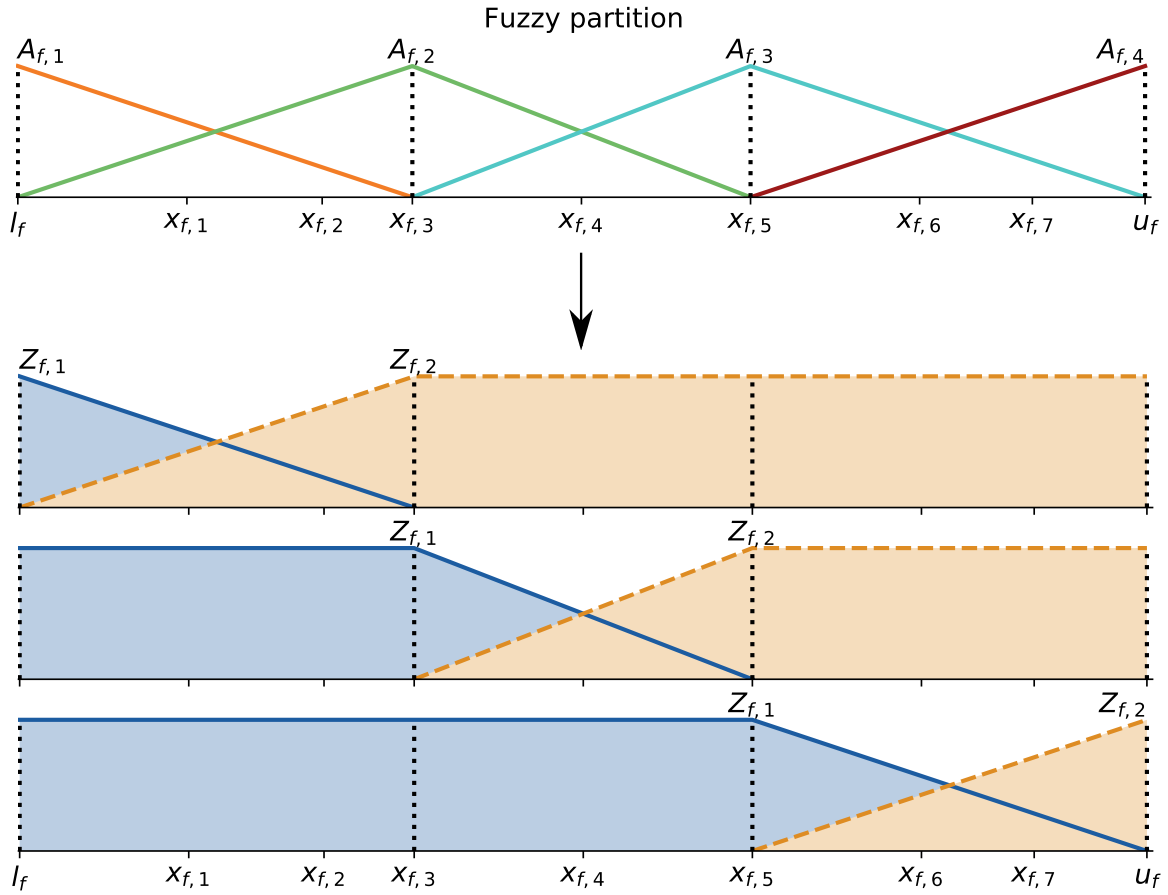 Fuzzy partition
A_{f,1} A_{f,2} A_{f,3} A_{f,4}
l_f x_{f,1} x_{f,2} x_{f,3} x_{f,4} x_{f,5} x_{f,6} x_{f,7} u_f
Z_{f,1} Z_{f,2}
Z_{f,1} Z_{f,2}
Z_{f,1} Z_{f,2}
l_f x_{f,1} x_{f,2} x_{f,3} x_{f,4} x_{f,5} x_{f,6} x_{f,7} u_f